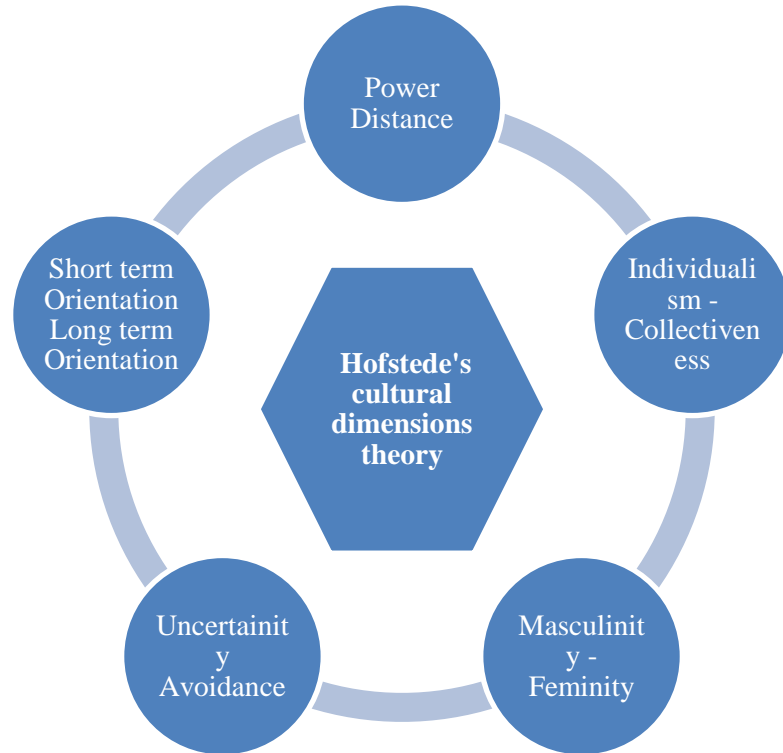 Power
Distance
Individuali
sm -
Collectiven
ess
Masculinit
y -
Feminity
Uncertainit
y
Avoidance
Short term
Orientation
Long term
Orientation
Hofstede's
cultural
dimensions
theory